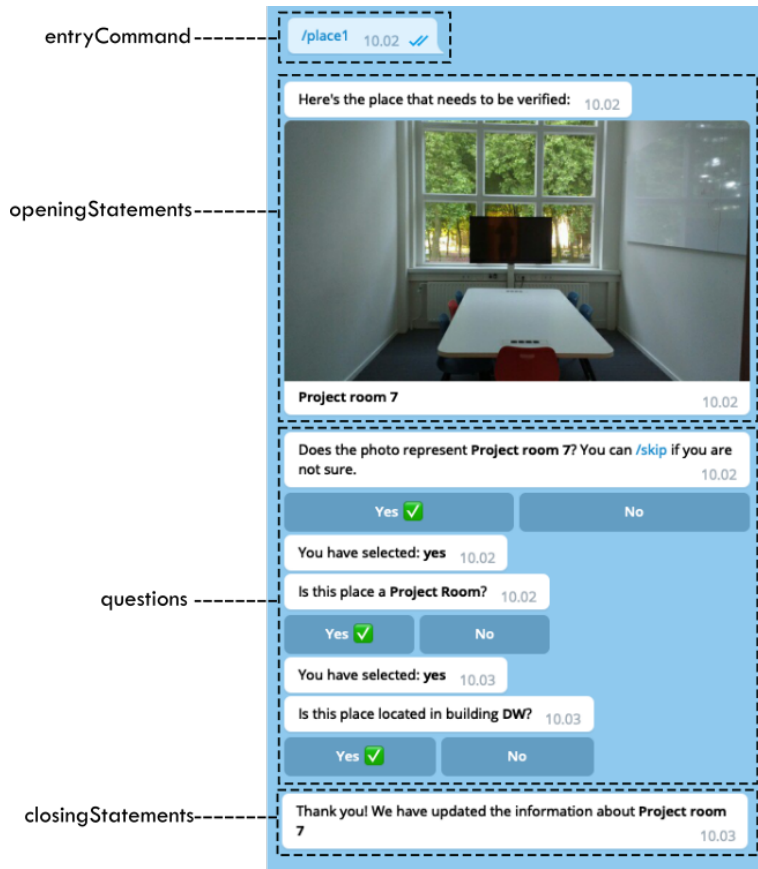 entryCommand
/place1 10.02
openingStatements
Here's the place that needs to be verified: 10.02
Project room 7 10.02
questions
Does the photo represent Project room 7? You can /skip if you are
not sure. 10.02
Yes ✅ No
You have selected: yes 10.02
Is this place a Project Room? 10.02
Yes ✅ No
You have selected: yes 10.03
Is this place located in building DW? 10.03
Yes ✅ No
closingStatements
Thank you! We have updated the information about Project room
7 10.03